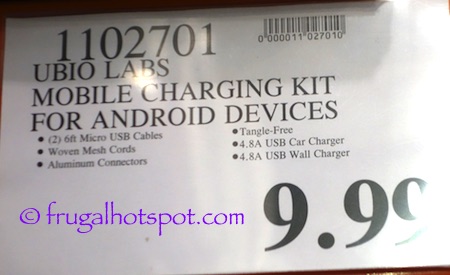 1102701
0000011027010
UBIO LABS
MOBILE CHARGING KIT
FOR ANDROID DEVICES
• (2) 6ft Micro USB Cables
• Woven Mesh Cords
• Aluminum Connectors
• Tangle-Free
• 4.8A USB Car Charger
• 4.8A USB Wall Charger
9.99
© frugalhotspot.com